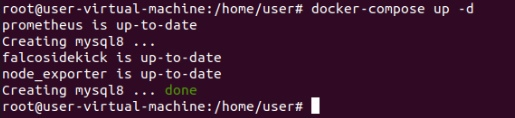 root@user-virtual-machine:/home/user# docker-compose up -d
prometheus is up-to-date
Creating mysql8 ...
falcosidekick is up-to-date
node_exporter is up-to-date
Creating mysql8 ... done
root@user-virtual-machine:/home/user#